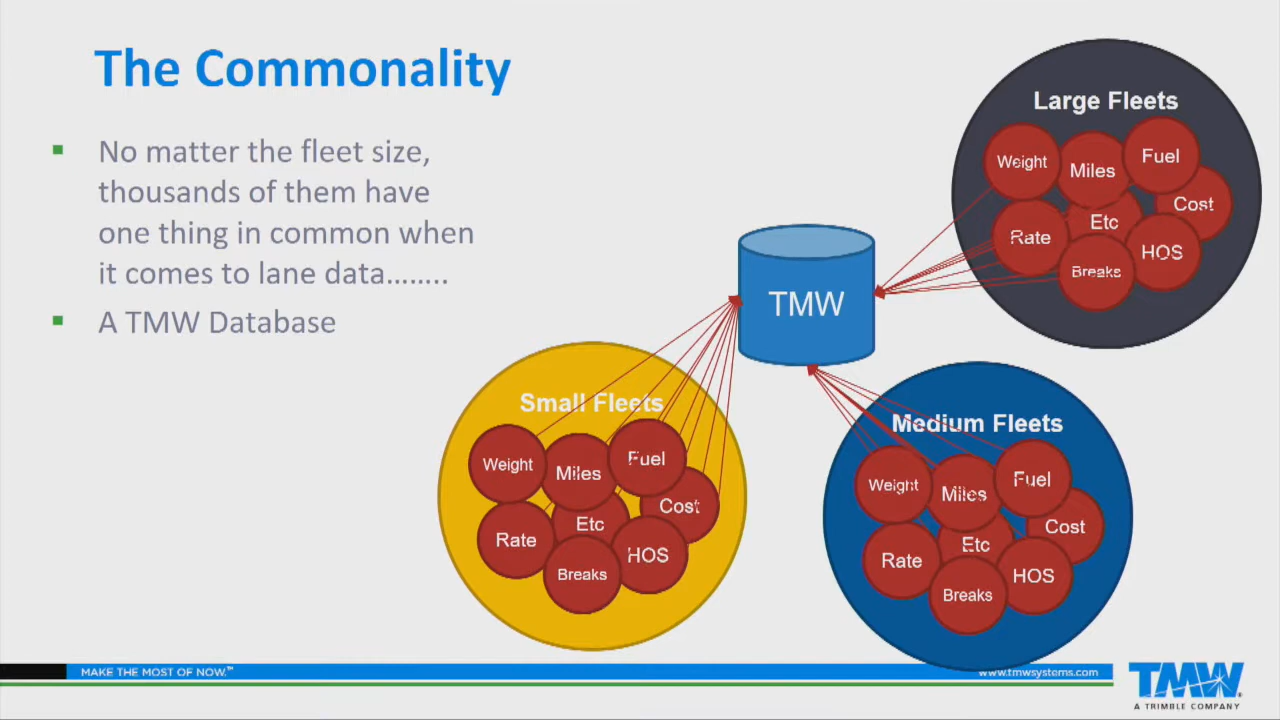 The Commonality
▪ No matter the fleet size,
thousands of them have
one thing in common when
it comes to lane data……..
▪ A TMW Database
TMW
Large Fleets
Weight
Miles
Fuel
Cost
Etc
Rate
HOS
Breaks
Small Fleets
Weight
Miles
Fuel
Cost
Etc
Rate
HOS
Breaks
Medium Fleets
Weight
Miles
Fuel
Cost
Etc
Rate
HOS
Breaks
MAKE THE MOST OF NOW.™
www.tmwsystems.com
TMW
A TRIMBLE COMPANY